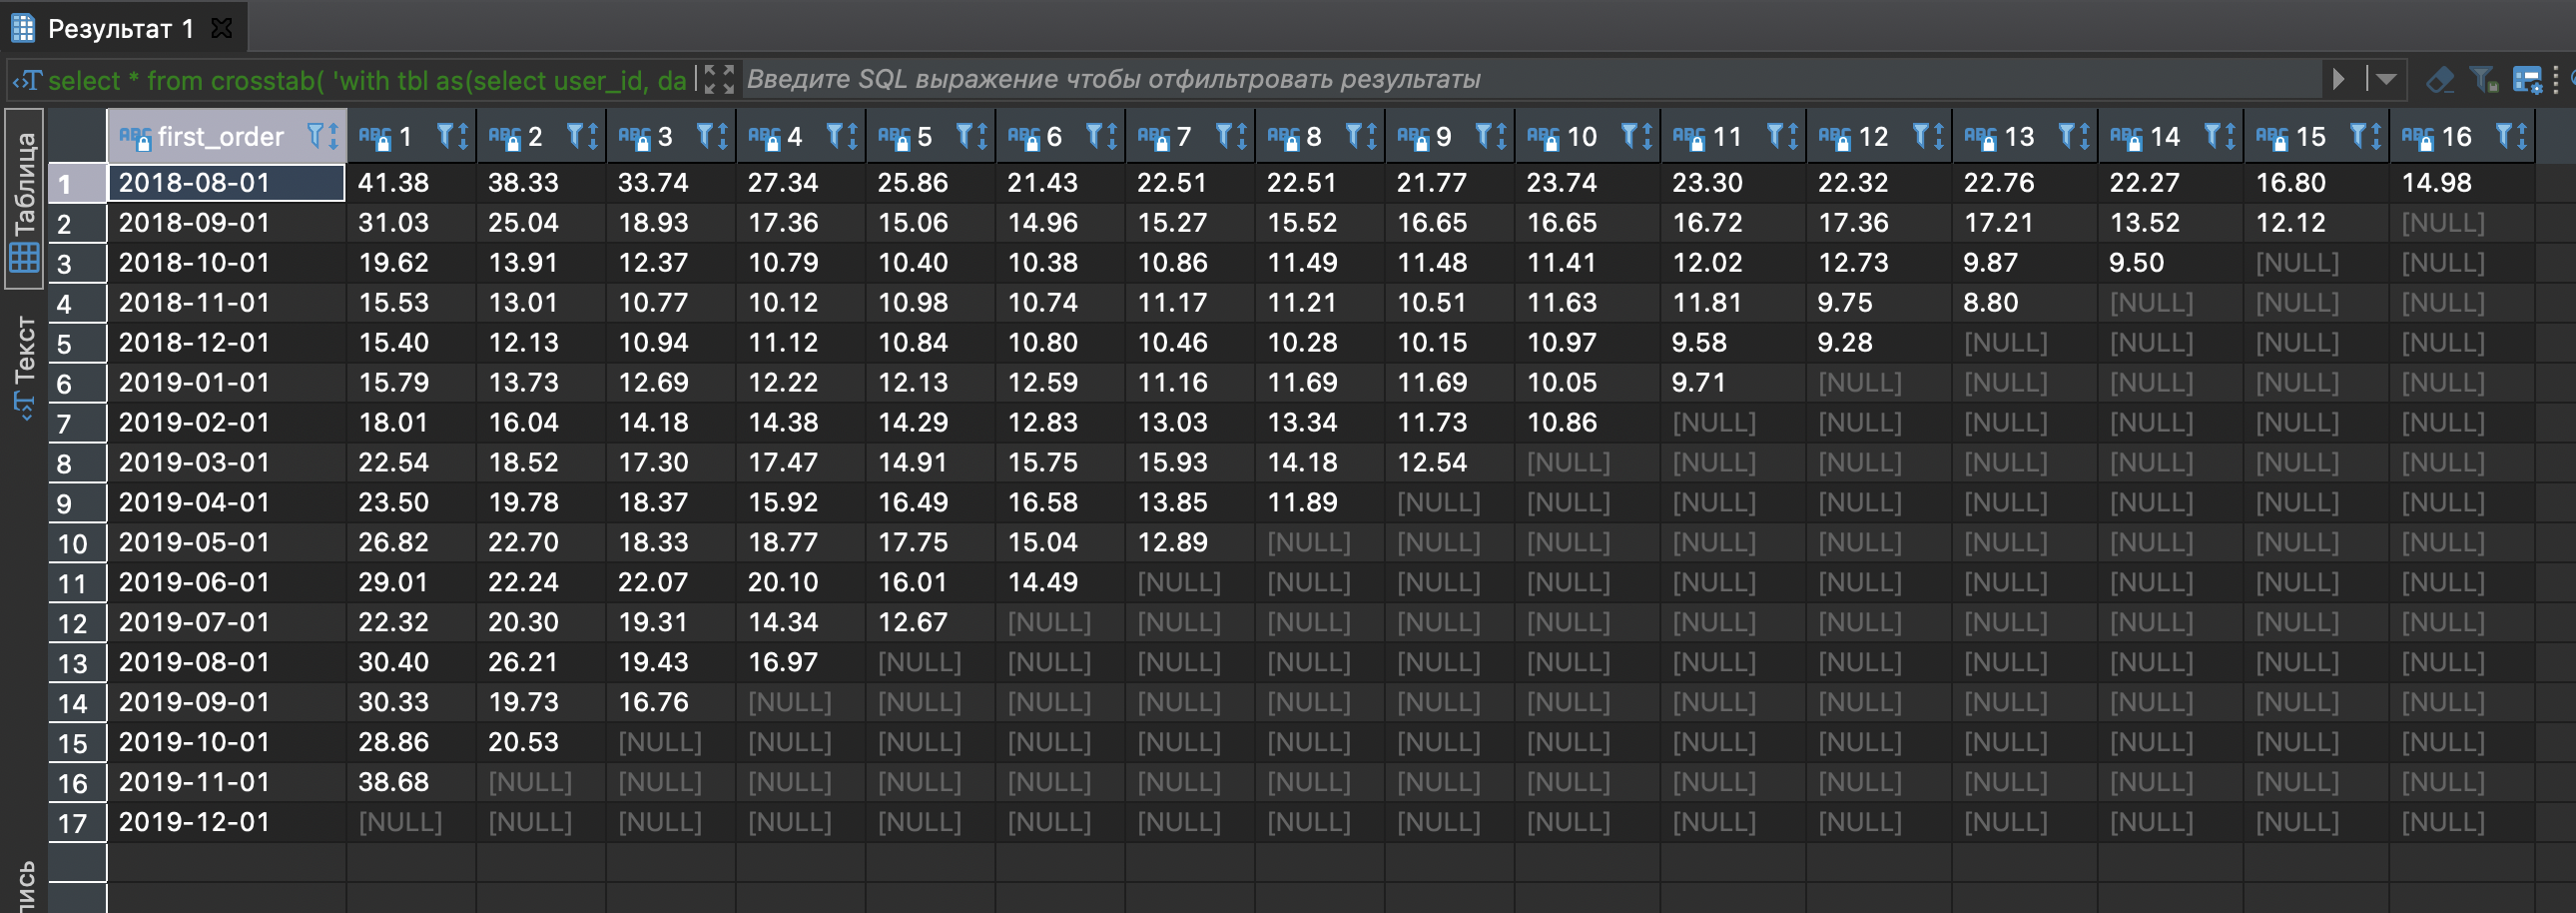 Результат 1
select * from crosstab( 'with tbl as(select user_id, da Введите SQL выражение чтобы отфильтровать результаты
Таблица
Текст
ABC first_order ABC 1 ABC 2 ABC 3 ABC 4 ABC 5 ABC 6 ABC 7 ABC 8 ABC 9 ABC 10 ABC 11 ABC 12 ABC 13 ABC 14 ABC 15 ABC 16
1 2018-08-01 41.38 38.33 33.74 27.34 25.86 21.43 22.51 22.51 21.77 23.74 23.30 22.32 22.76 22.27 16.80 14.98
2 2018-09-01 31.03 25.04 18.93 17.36 15.06 14.96 15.27 15.52 16.65 16.65 16.72 17.36 17.21 13.52 12.12 [NULL]
3 2018-10-01 19.62 13.91 12.37 10.79 10.40 10.38 10.86 11.49 11.48 11.41 12.02 12.73 9.87 9.50 [NULL] [NULL]
4 2018-11-01 15.53 13.01 10.77 10.12 10.98 10.74 11.17 11.21 10.51 11.63 11.81 9.75 8.80 [NULL] [NULL] [NULL]
5 2018-12-01 15.40 12.13 10.94 11.12 10.84 10.80 10.46 10.28 10.15 10.97 9.58 9.28 [NULL] [NULL] [NULL] [NULL]
6 2019-01-01 15.79 13.73 12.69 12.22 12.13 12.59 11.16 11.69 11.69 10.05 9.71 [NULL] [NULL] [NULL] [NULL] [NULL]
7 2019-02-01 18.01 16.04 14.18 14.38 14.29 12.83 13.03 13.34 11.73 10.86 [NULL] [NULL] [NULL] [NULL] [NULL] [NULL]
8 2019-03-01 22.54 18.52 17.30 17.47 14.91 15.75 15.93 14.18 12.54 [NULL] [NULL] [NULL] [NULL] [NULL] [NULL] [NULL]
9 2019-04-01 23.50 19.78 18.37 15.92 16.49 16.58 13.85 11.89 [NULL] [NULL] [NULL] [NULL] [NULL] [NULL] [NULL] [NULL]
10 2019-05-01 26.82 22.70 18.33 18.77 17.75 15.04 12.89 [NULL] [NULL] [NULL] [NULL] [NULL] [NULL] [NULL] [NULL] [NULL]
11 2019-06-01 29.01 22.24 22.07 20.10 16.01 14.49 [NULL] [NULL] [NULL] [NULL] [NULL] [NULL] [NULL] [NULL] [NULL] [NULL]
12 2019-07-01 22.32 20.30 19.31 14.34 12.67 [NULL] [NULL] [NULL] [NULL] [NULL] [NULL] [NULL] [NULL] [NULL] [NULL] [NULL]
13 2019-08-01 30.40 26.21 19.43 16.97 [NULL] [NULL] [NULL] [NULL] [NULL] [NULL] [NULL] [NULL] [NULL] [NULL] [NULL] [NULL]
14 2019-09-01 30.33 19.73 16.76 [NULL] [NULL] [NULL] [NULL] [NULL] [NULL] [NULL] [NULL] [NULL] [NULL] [NULL] [NULL] [NULL]
15 2019-10-01 28.86 20.53 [NULL] [NULL] [NULL] [NULL] [NULL] [NULL] [NULL] [NULL] [NULL] [NULL] [NULL] [NULL] [NULL] [NULL]
16 2019-11-01 38.68 [NULL] [NULL] [NULL] [NULL] [NULL] [NULL] [NULL] [NULL] [NULL] [NULL] [NULL] [NULL] [NULL] [NULL] [NULL]
17 2019-12-01 [NULL] [NULL] [NULL] [NULL] [NULL] [NULL] [NULL] [NULL] [NULL] [NULL] [NULL] [NULL] [NULL] [NULL] [NULL] [NULL]